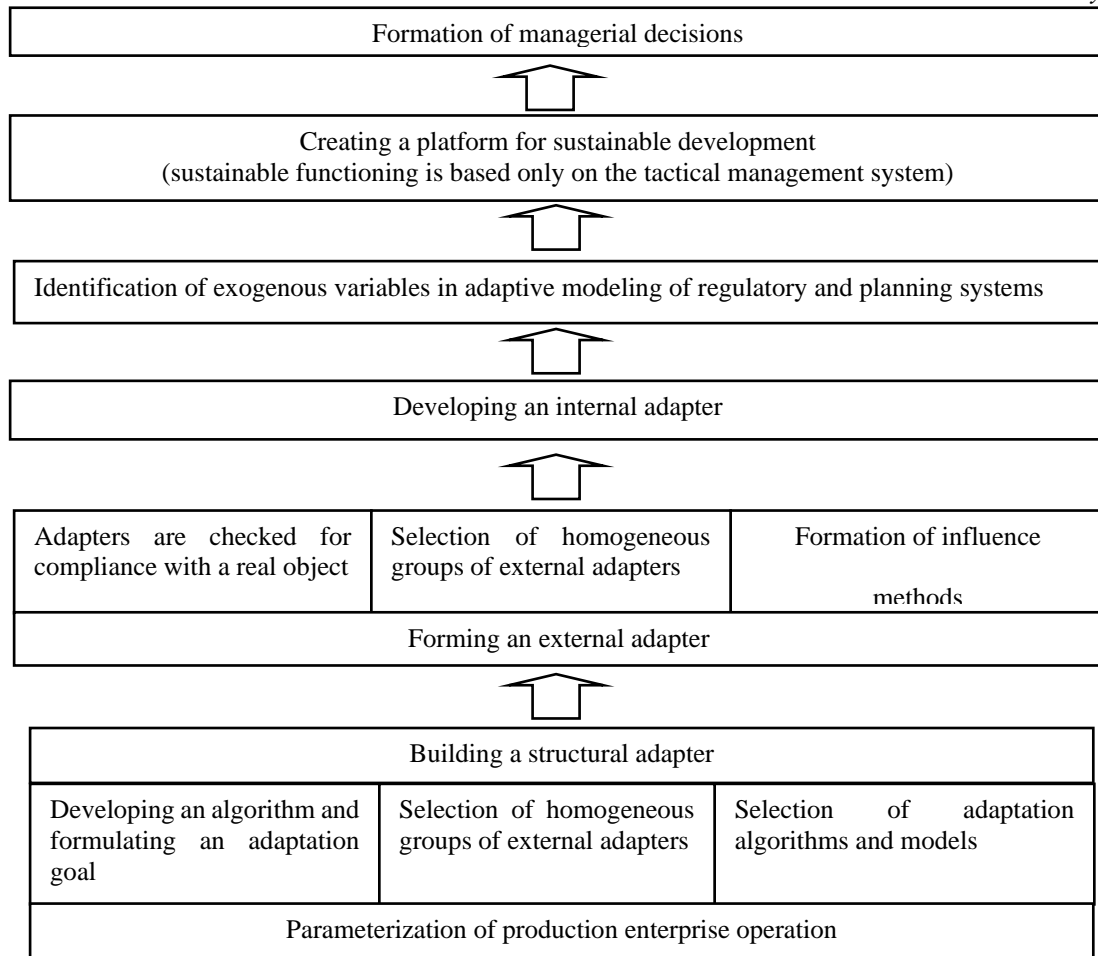 Formation of managerial decisions
Creating a platform for sustainable development
(sustainable functioning is based only on the tactical management system)
Identification of exogenous variables in adaptive modeling of regulatory and planning systems
Developing an internal adapter
Adapters are checked for
compliance with a real object
Selection of homogeneous
groups of external adapters
Formation of influence
methods
Forming an external adapter
Building a structural adapter
Developing an algorithm and
formulating an adaptation
goal
Selection of homogeneous
groups of external adapters
Selection of adaptation
algorithms and models
Parameterization of production enterprise operation